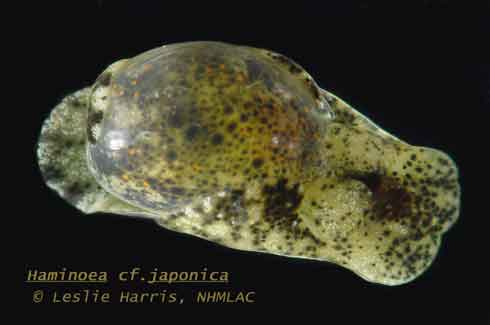 Haminoea cf.japonica
© Leslie Harris, NHMLAC